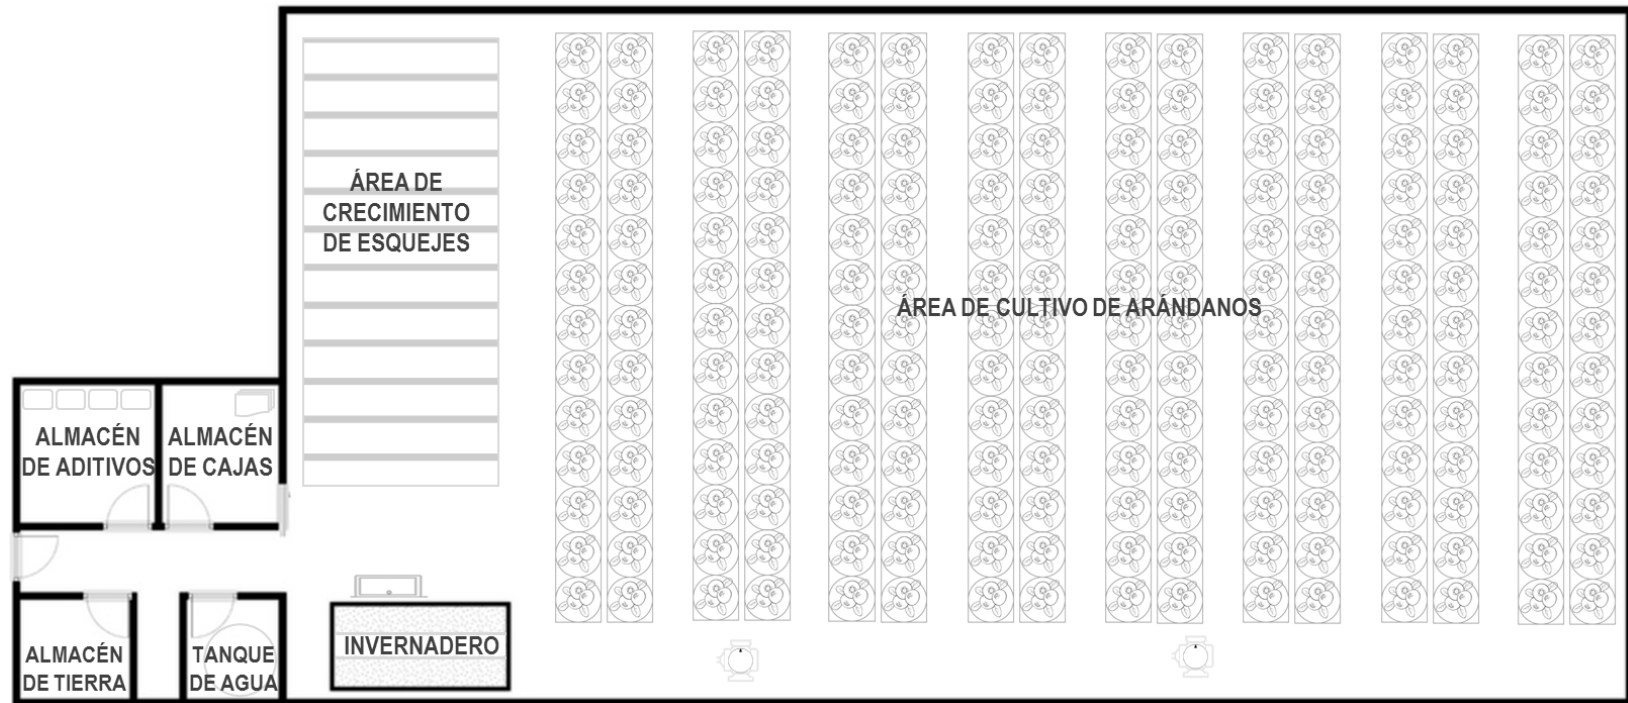 ÁREA DE
CRECIMIENTO
DE ESQUEJES
ÁREA DE CULTIVO DE ARÁNDANOS
ALMACÉN
DE ADITIVOS
ALMACÉN
DE CAJAS
ALMACÉN
DE TIERRA
TANQUE
DE AGUA
INVERNADERO